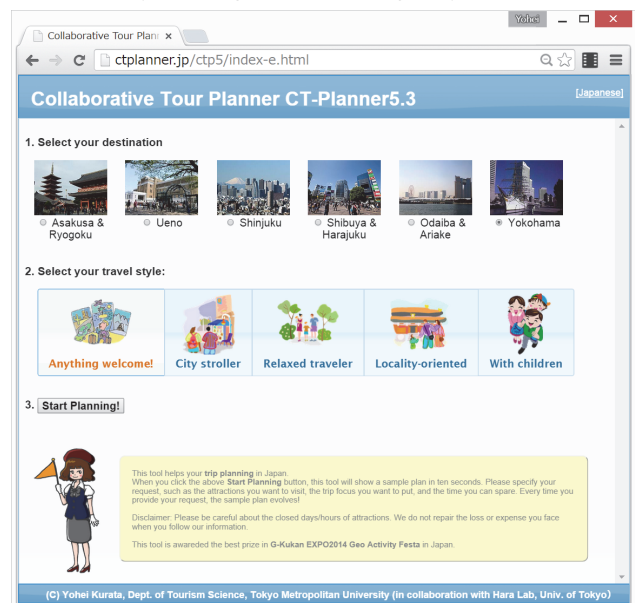 Yohei
Collaborative Tour Plann ×
ctplanner.jp/ctp5/index-e.html
Collaborative Tour Planner CT-Planner5.3
[Japanese]
1. Select your destination
Asakusa & Ryogoku
Ueno
Shinjuku
Shibuya & Harajuku
Odaiba & Ariake
Yokohama
2. Select your travel style:
Anything welcome!
City stroller
Relaxed traveler
Locality-oriented
With children
3. Start Planning!
This tool helps your trip planning in Japan.
When you click the above Start Planning button, this tool will show a sample plan in ten seconds. Please specify your
request, such as the attractions you want to visit, the trip focus you want to put, and the time you can spare. Every time you
provide your request, the sample plan evolves!
Disclaimer: Please be careful about the closed days/hours of attractions. We do not repair the loss or expense you face
when you follow our information.
This tool is awareded the best prize in G-Kukan EXPO2014 Geo Activity Festa in Japan.
(C) Yohei Kurata, Dept. of Tourism Science, Tokyo Metropolitan University (in collaboration with Hara Lab, Univ. of Tokyo)